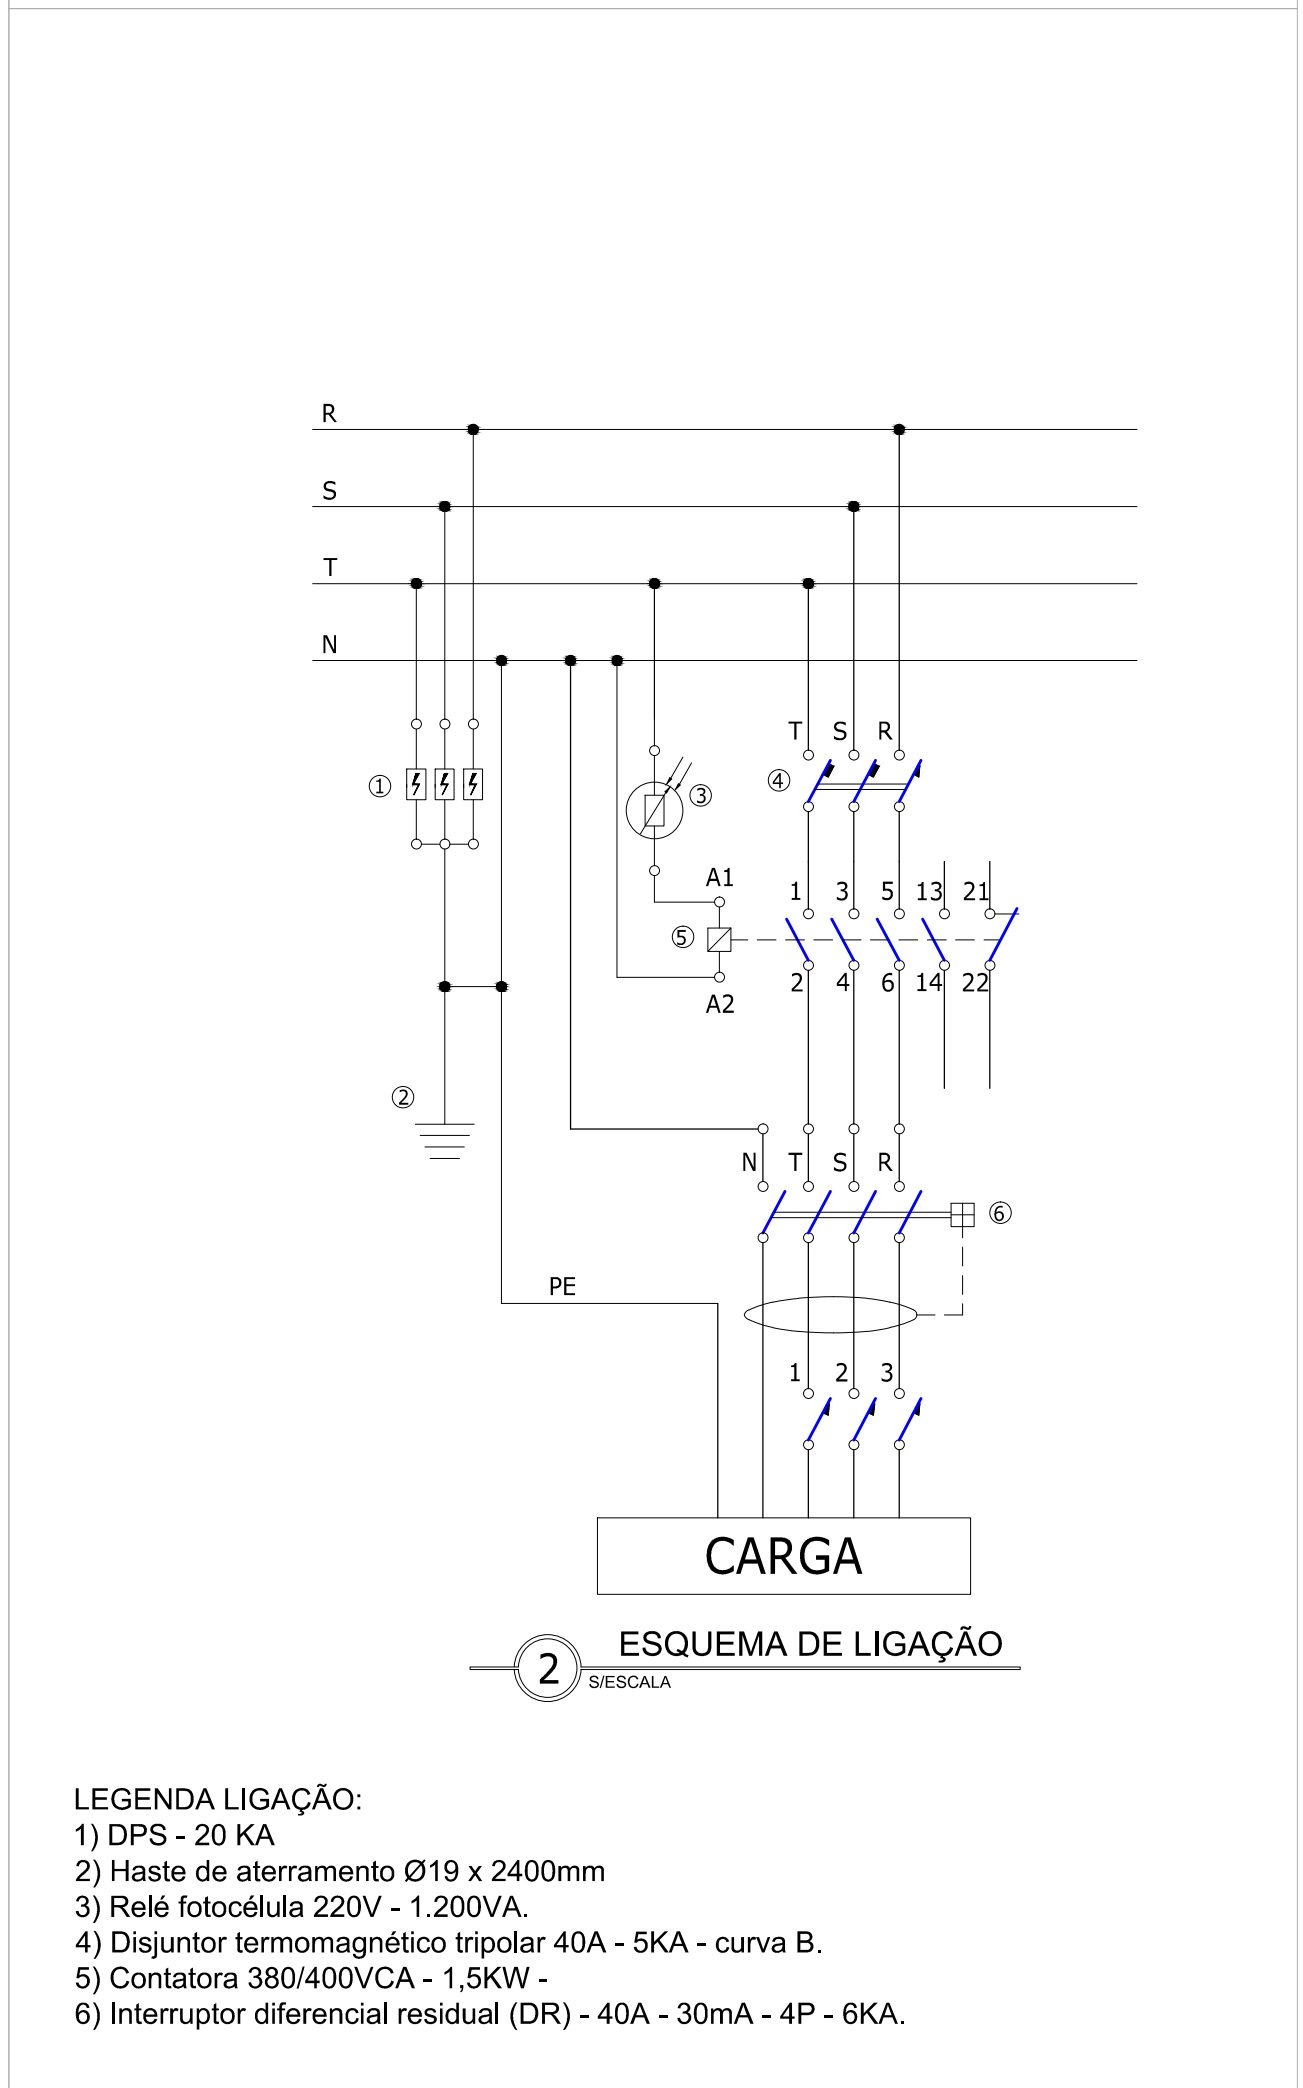 R
S
T
N
T S R
① ④
③
A1 1 3 5 13 21
⑤
A2 2 4 6 14 22
②
N T S R
⑥
PE
1 2 3
CARGA
2 ESQUEMA DE LIGAÇÃO
S/ESCALA
LEGENDA LIGAÇÃO:
1) DPS - 20 KA
2) Haste de aterramento Ø19 x 2400mm
3) Relé fotocélula 220V - 1.200VA.
4) Disjuntor termomagnético tripolar 40A - 5KA - curva B.
5) Contatora 380/400VCA - 1,5KW -
6) Interruptor diferencial residual (DR) - 40A - 30mA - 4P - 6KA.